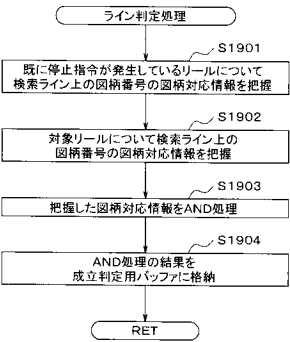 ライン判定処理
S1901
既に停止指令が発生しているリールについて
検索ライン上の図柄番号の図柄対応情報を把握
S1902
対象リールについて検索ライン上の
図柄番号の図柄対応情報を把握
S1903
把握した図柄対応情報をAND処理
S1904
AND処理の結果を
成立判定用バッファに格納
RET